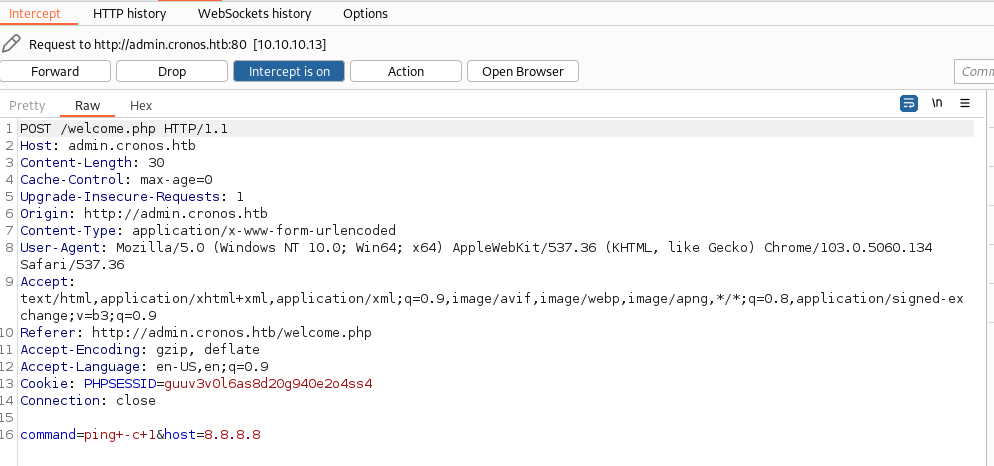 Intercept HTTP history WebSockets history Options
Request to http://admin.cronos.htb:80 [10.10.10.13]
Forward Drop Intercept is on Action Open Browser Comm
Pretty Raw Hex \n
1 POST /welcome.php HTTP/1.1
2 Host: admin.cronos.htb
3 Content-Length: 30
4 Cache-Control: max-age=0
5 Upgrade-Insecure-Requests: 1
6 Origin: http://admin.cronos.htb
7 Content-Type: application/x-www-form-urlencoded
8 User-Agent: Mozilla/5.0 (Windows NT 10.0; Win64; x64) AppleWebKit/537.36 (KHTML, like Gecko) Chrome/103.0.5060.134
Safari/537.36
9 Accept:
text/html,application/xhtml+xml,application/xml;q=0.9,image/avif,image/webp,image/apng,*/*;q=0.8,application/signed-ex
change;v=b3;q=0.9
10 Referer: http://admin.cronos.htb/welcome.php
11 Accept-Encoding: gzip, deflate
12 Accept-Language: en-US,en;q=0.9
13 Cookie: PHPSESSID=guuv3v0l6as8d20g940e2o4ss4
14 Connection: close
15
16 command=ping+-c+1&host=8.8.8.8